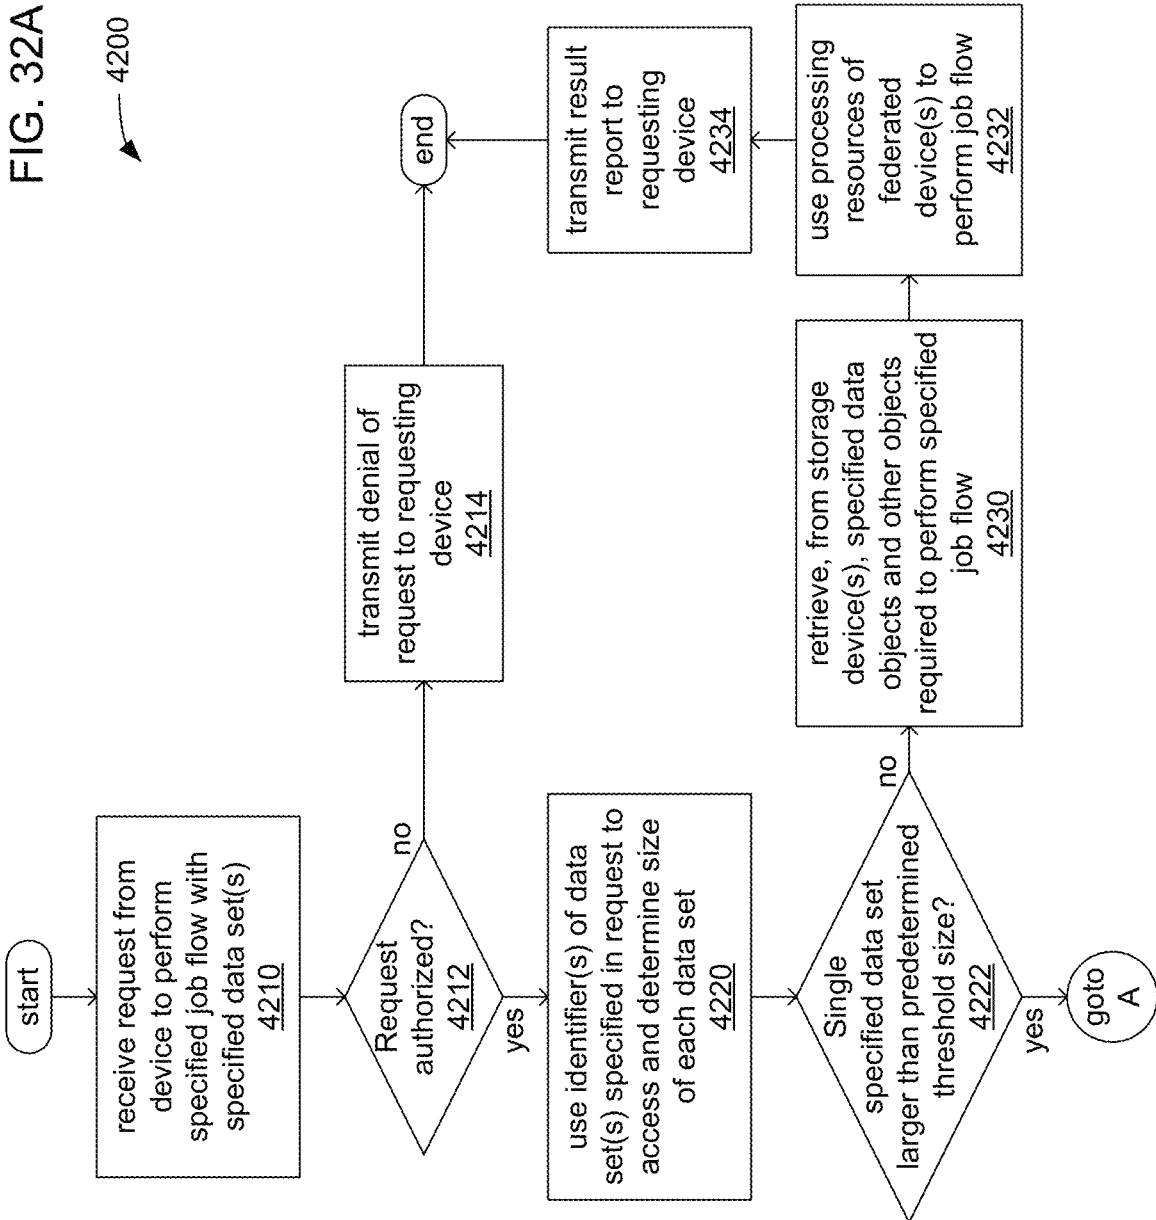 FIG. 32A
4200
start
receive request from
device to perform
specified job flow with
specified data set(s)
4210
Request
authorized?
4212
no
yes
transmit denial of
request to requesting
device
4214
end
use identifier(s) of data
set(s) specified in request to
access and determine size
of each data set
4220
Single
specified data set
larger than predetermined
threshold size?
4222
no
yes
goto
A
retrieve, from storage
device(s), specified data
objects and other objects
required to perform specified
job flow
4230
use processing
resources of
federated
device(s) to
perform job flow
4232
transmit result
report to
requesting
device
4234